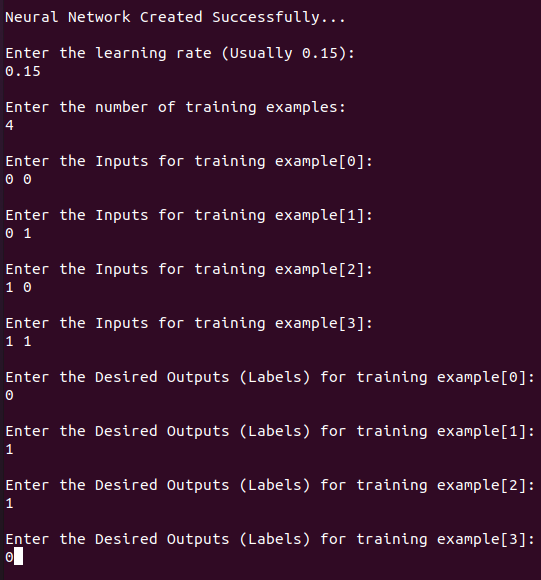 Neural Network Created Successfully...
Enter the learning rate (Usually 0.15):
0.15
Enter the number of training examples:
4
Enter the Inputs for training example[0]:
0 0
Enter the Inputs for training example[1]:
0 1
Enter the Inputs for training example[2]:
1 0
Enter the Inputs for training example[3]:
1 1
Enter the Desired Outputs (Labels) for training example[0]:
0
Enter the Desired Outputs (Labels) for training example[1]:
1
Enter the Desired Outputs (Labels) for training example[2]:
1
Enter the Desired Outputs (Labels) for training example[3]:
0